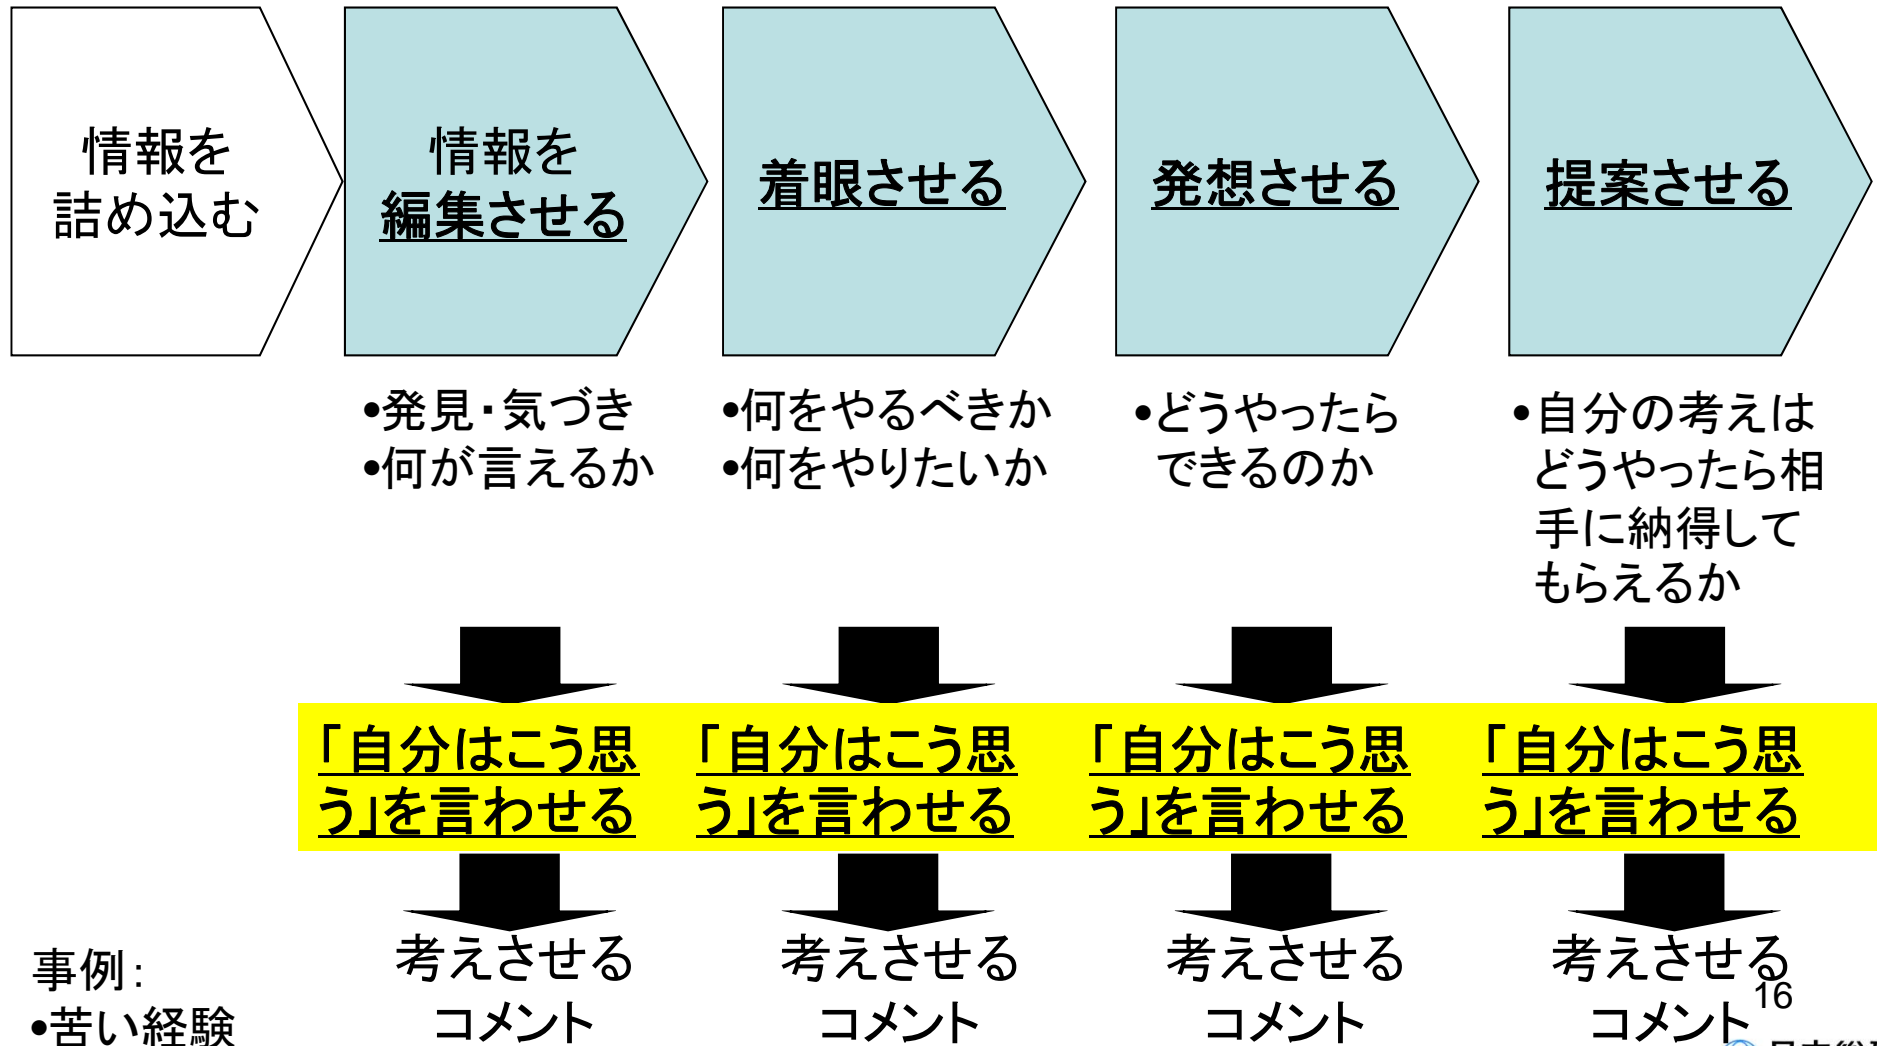 情報を
詰め込む
情報を
編集させる
着眼させる
発想させる
提案させる
•発見・気づき
•何が言えるか
•何をやるべきか
•何をやりたいか
•どうやったら
できるのか
•自分の考えは
どうやったら相
手に納得して
もらえるか
「自分はこう思
う」を言わせる
「自分はこう思
う」を言わせる
「自分はこう思
う」を言わせる
「自分はこう思
う」を言わせる
考えさせる
コメント
考えさせる
コメント
考えさせる
コメント
考えさせる
コメント
事例:
•苦い経験
16